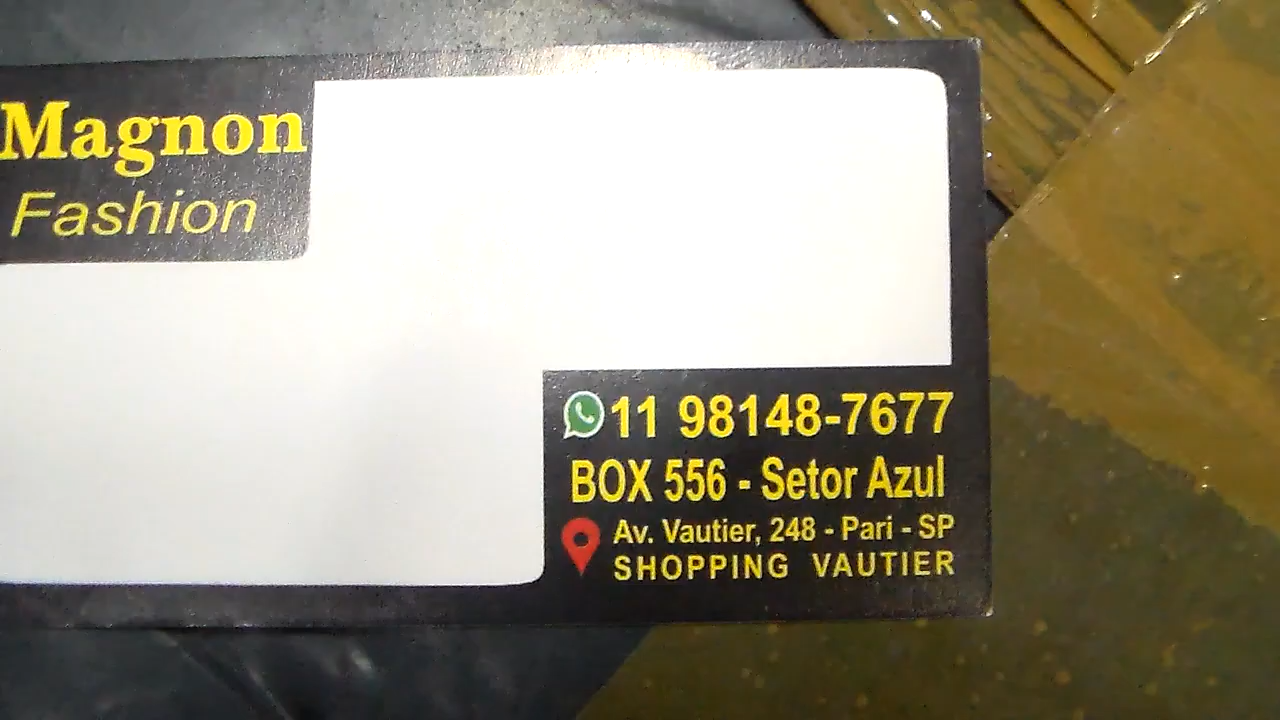 Magnon
Fashion
11 98148-7677
BOX 556 - Setor Azul
Av. Vautier, 248 - Pari - SP
SHOPPING VAUTIER